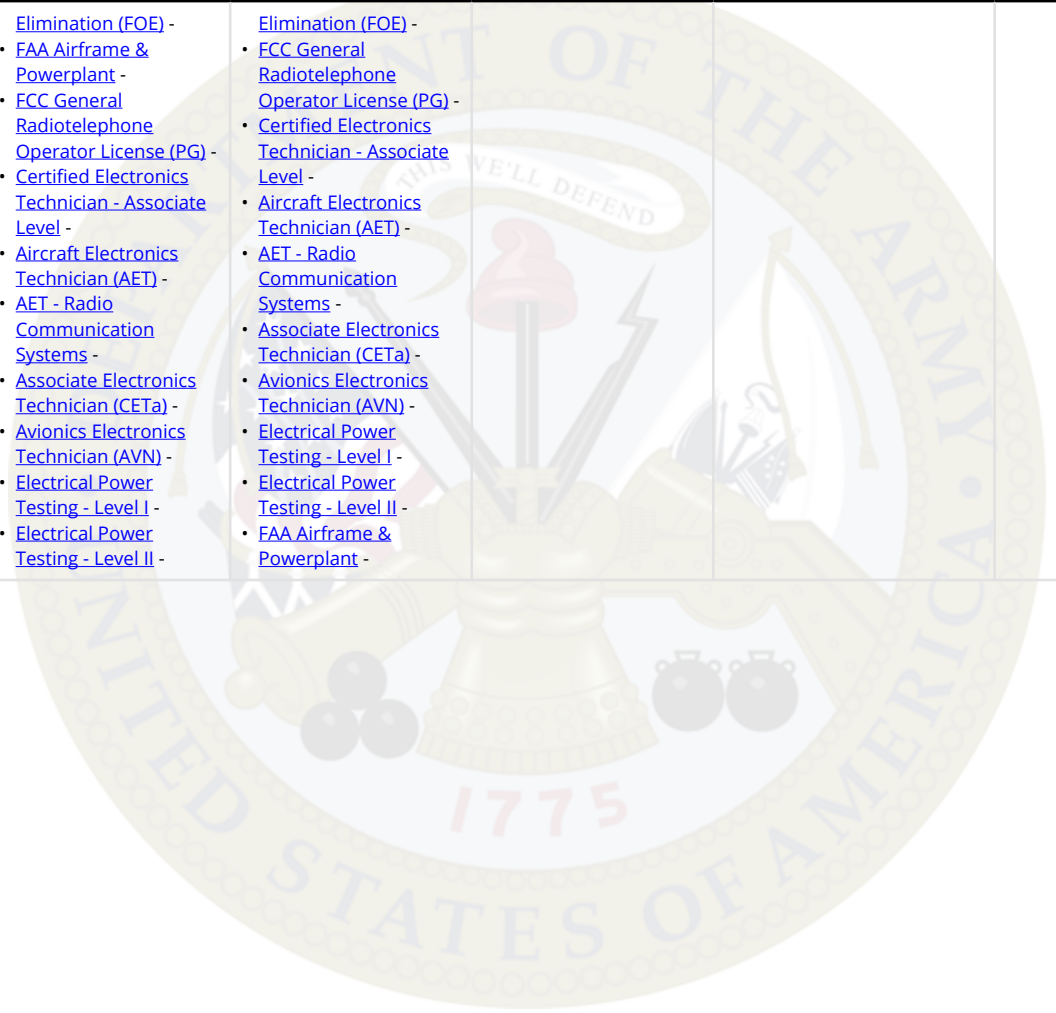 Elimination (FOE) -
• FAA Airframe &
Powerplant -
• FCC General
Radiotelephone
Operator License (PG) -
• Certified Electronics
Technician - Associate
Level -
• Aircraft Electronics
Technician (AET) -
• AET - Radio
Communication
Systems -
• Associate Electronics
Technician (CETa) -
• Avionics Electronics
Technician (AVN) -
• Electrical Power
Testing - Level I -
• Electrical Power
Testing - Level II -
Elimination (FOE) -
• FCC General
Radiotelephone
Operator License (PG) -
• Certified Electronics
Technician - Associate
Level -
• Aircraft Electronics
Technician (AET) -
• AET - Radio
Communication
Systems -
• Associate Electronics
Technician (CETa) -
• Avionics Electronics
Technician (AVN) -
• Electrical Power
Testing - Level I -
• Electrical Power
Testing - Level II -
• FAA Airframe &
Powerplant -
DEPARTMENT OF THE ARMY
THIS WE'LL DEFEND
1775
UNITED STATES OF AMERICA